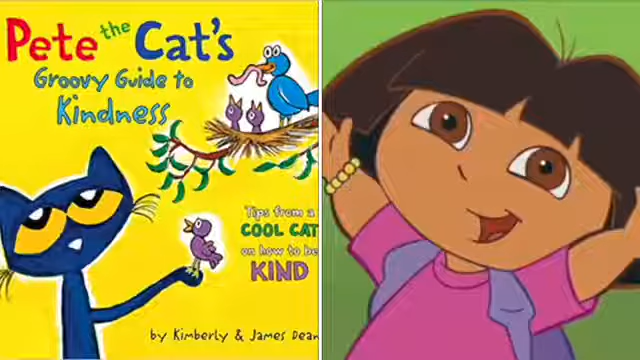 Pete the Cat's
Groovy Guide to
Kindness
Tips from a
COOL CAT
on how to be
KIND
by Kimberly & James Dean